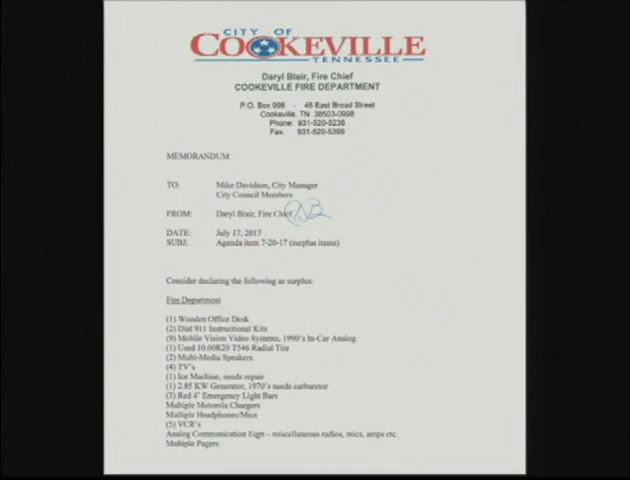 CITY OF
COOKEVILLE
TENNESSEE
Daryl Blair, Fire Chief
COOKEVILLE FIRE DEPARTMENT
P.O. Box 998 - 45 East Broad Street
Cookeville, TN 38503-0998
Phone: 931-520-5236
Fax: 931-520-5399
MEMORANDUM
TO: Mike Davidson, City Manager
City Council Members
FROM: Daryl Blair, Fire Chief
DATE: July 17, 2017
SUBJ: Agenda item 7-20-17 (surplus items)
Consider declaring the following as surplus:
Fire Department
(1) Wooden Office Desk
(2) Dial 911 Instructional Kits
(9) Mobile Vision Video Systems, 1990's In-Car Analog
(1) Used 10.00R20 T546 Radial Tire
(2) Multi-Media Speakers
(4) TV's
(1) Ice Machine, needs repair
(1) 2.85 KW Generator, 1970's needs carburetor
(3) Red 4' Emergency Light Bars
Multiple Motorola Chargers
Multiple Headphones/Mics
(5) VCR's
Analog Communication Eqpt – miscellaneous radios, mics, amps etc.
Multiple Pagers